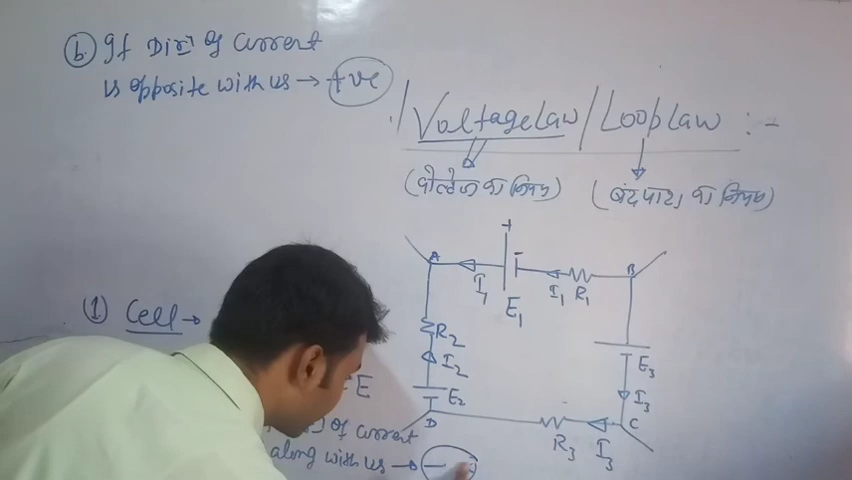 (b) If Dirⁿ of Current
is opposite with us → +ve
Voltage Law / Loop Law : -
(वोल्टेज का नियम) (बंद पाश का नियम)
+ -
A I₁ E₁ I₁ R₁ B
R₂
I₂
E₂
D
E₃
I₃
C
R₃ I₃
(1) Cell →
E
of current
along with us → -